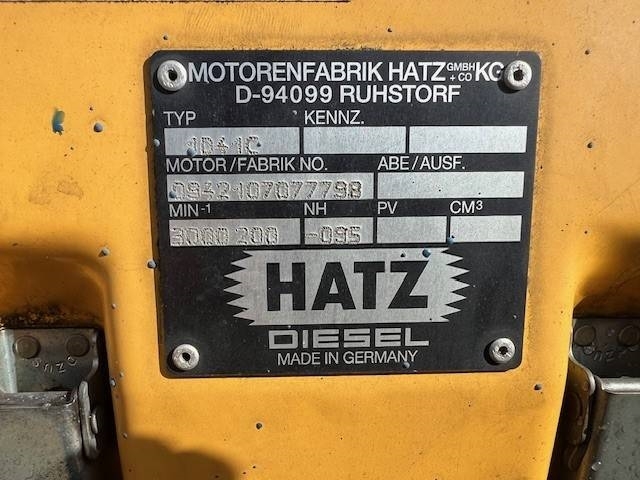 MOTORENFABRIK HATZ GMBH + CO KG
D-94099 RUHSTORF
TYP KENNZ.
1D41C
MOTOR/FABRIK NO. ABE/AUSF.
0942107077798
MIN-1 NH PV CM³
3000 200 -095
HATZ
DIESEL
MADE IN GERMANY